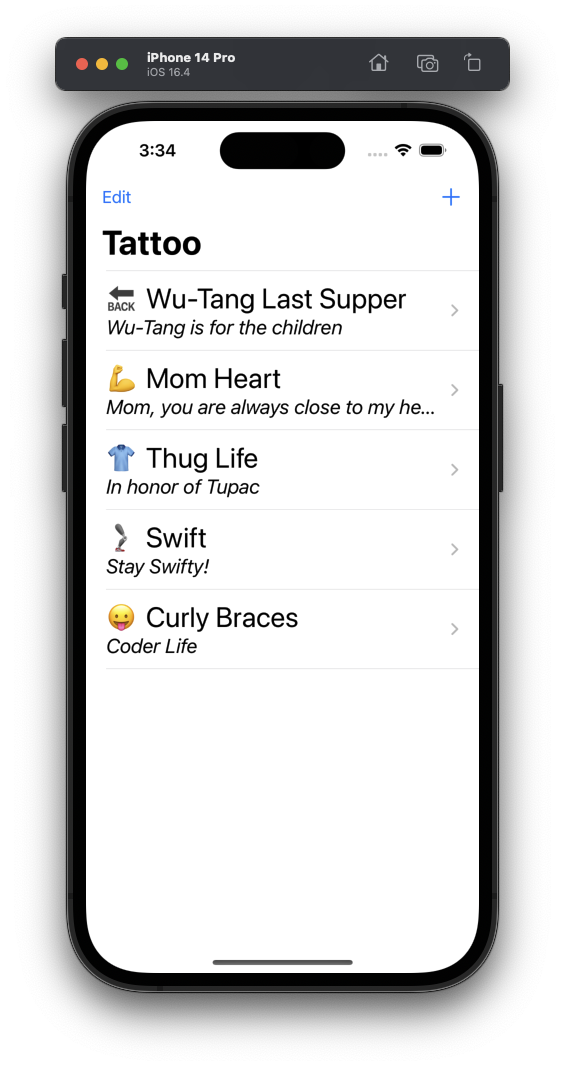 iPhone 14 Pro
iOS 16.4
3:34
Edit
Tattoo
BACK Wu-Tang Last Supper
Wu-Tang is for the children
Mom Heart
Mom, you are always close to my he...
Thug Life
In honor of Tupac
Swift
Stay Swifty!
Curly Braces
Coder Life